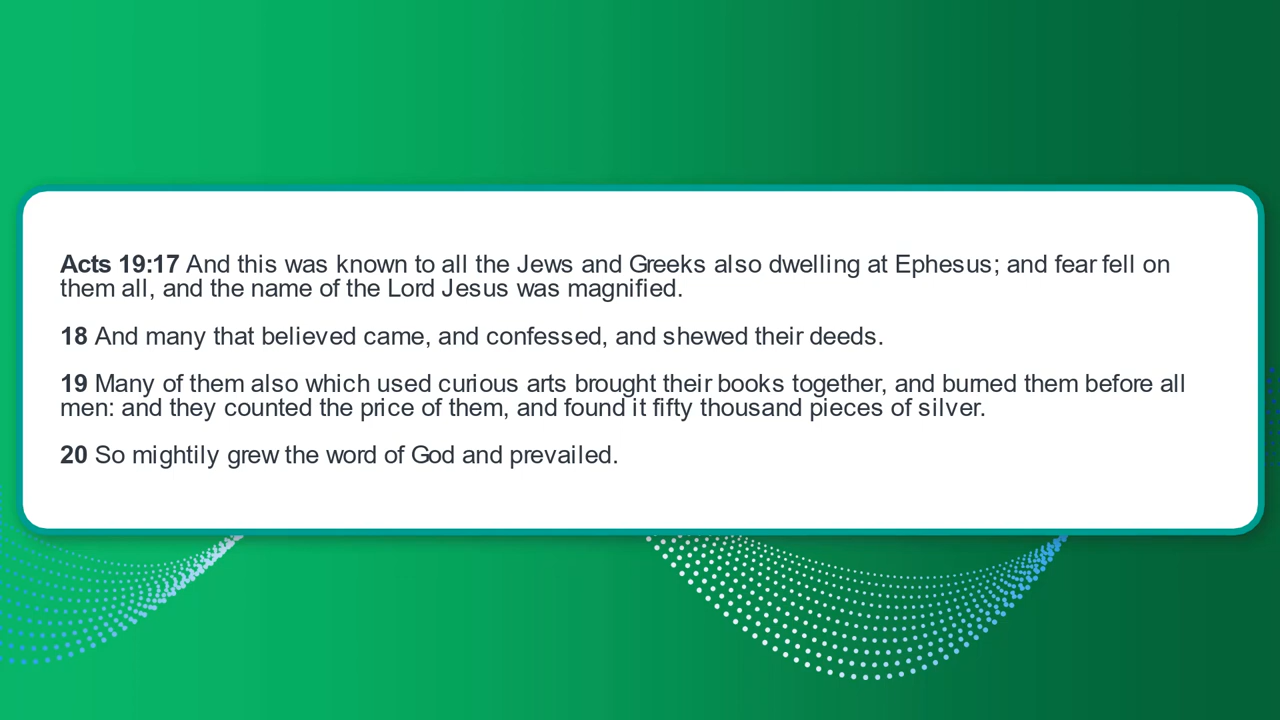 Acts 19:17 And this was known to all the Jews and Greeks also dwelling at Ephesus; and fear fell on
them all, and the name of the Lord Jesus was magnified.
18 And many that believed came, and confessed, and shewed their deeds.
19 Many of them also which used curious arts brought their books together, and burned them before all
men: and they counted the price of them, and found it fifty thousand pieces of silver.
20 So mightily grew the word of God and prevailed.